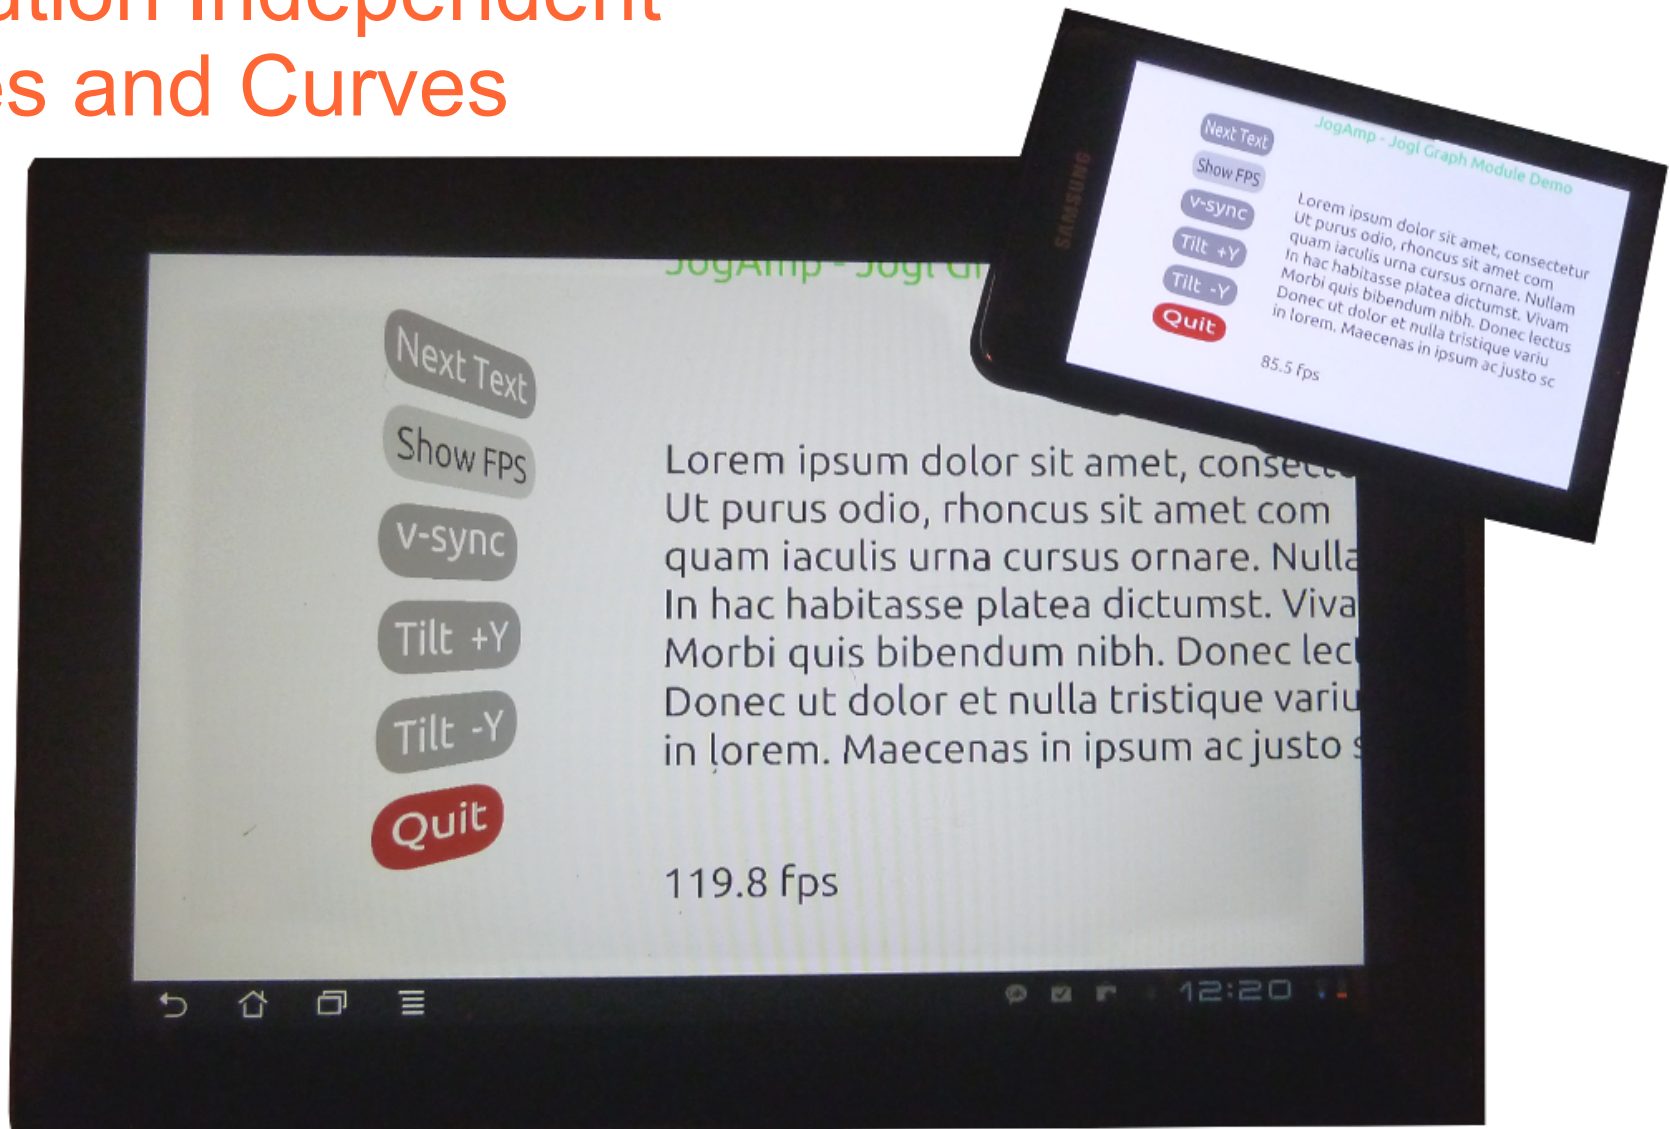 Independent
and Curves
SAMSUNG
Next Text
Show FPS
v-sync
Tilt +Y
Tilt -Y
Quit
JogAmp - Jogl Graph Module Demo
Lorem ipsum dolor sit amet, consectetur
Ut purus odio, rhoncus sit amet com
quam iaculis urna cursus ornare. Nullam
In hac habitasse platea dictumst. Vivam
Morbi quis bibendum nibh. Donec lectus
Donec ut dolor et nulla tristique variu
in lorem. Maecenas in ipsum ac justo sc
85.5 fps
JogAmp - Jogl
Next Text
Show FPS
v-sync
Tilt +Y
Tilt -Y
Quit
Lorem ipsum dolor sit amet,
Ut purus odio, rhoncus sit amet com
quam iaculis urna cursus ornare. Nulla
In hac habitasse platea dictumst. Viva
Morbi quis bibendum nibh. Donec lec
Donec ut dolor et nulla tristique variu
in lorem. Maecenas in ipsum ac justo s
119.8 fps
12:20